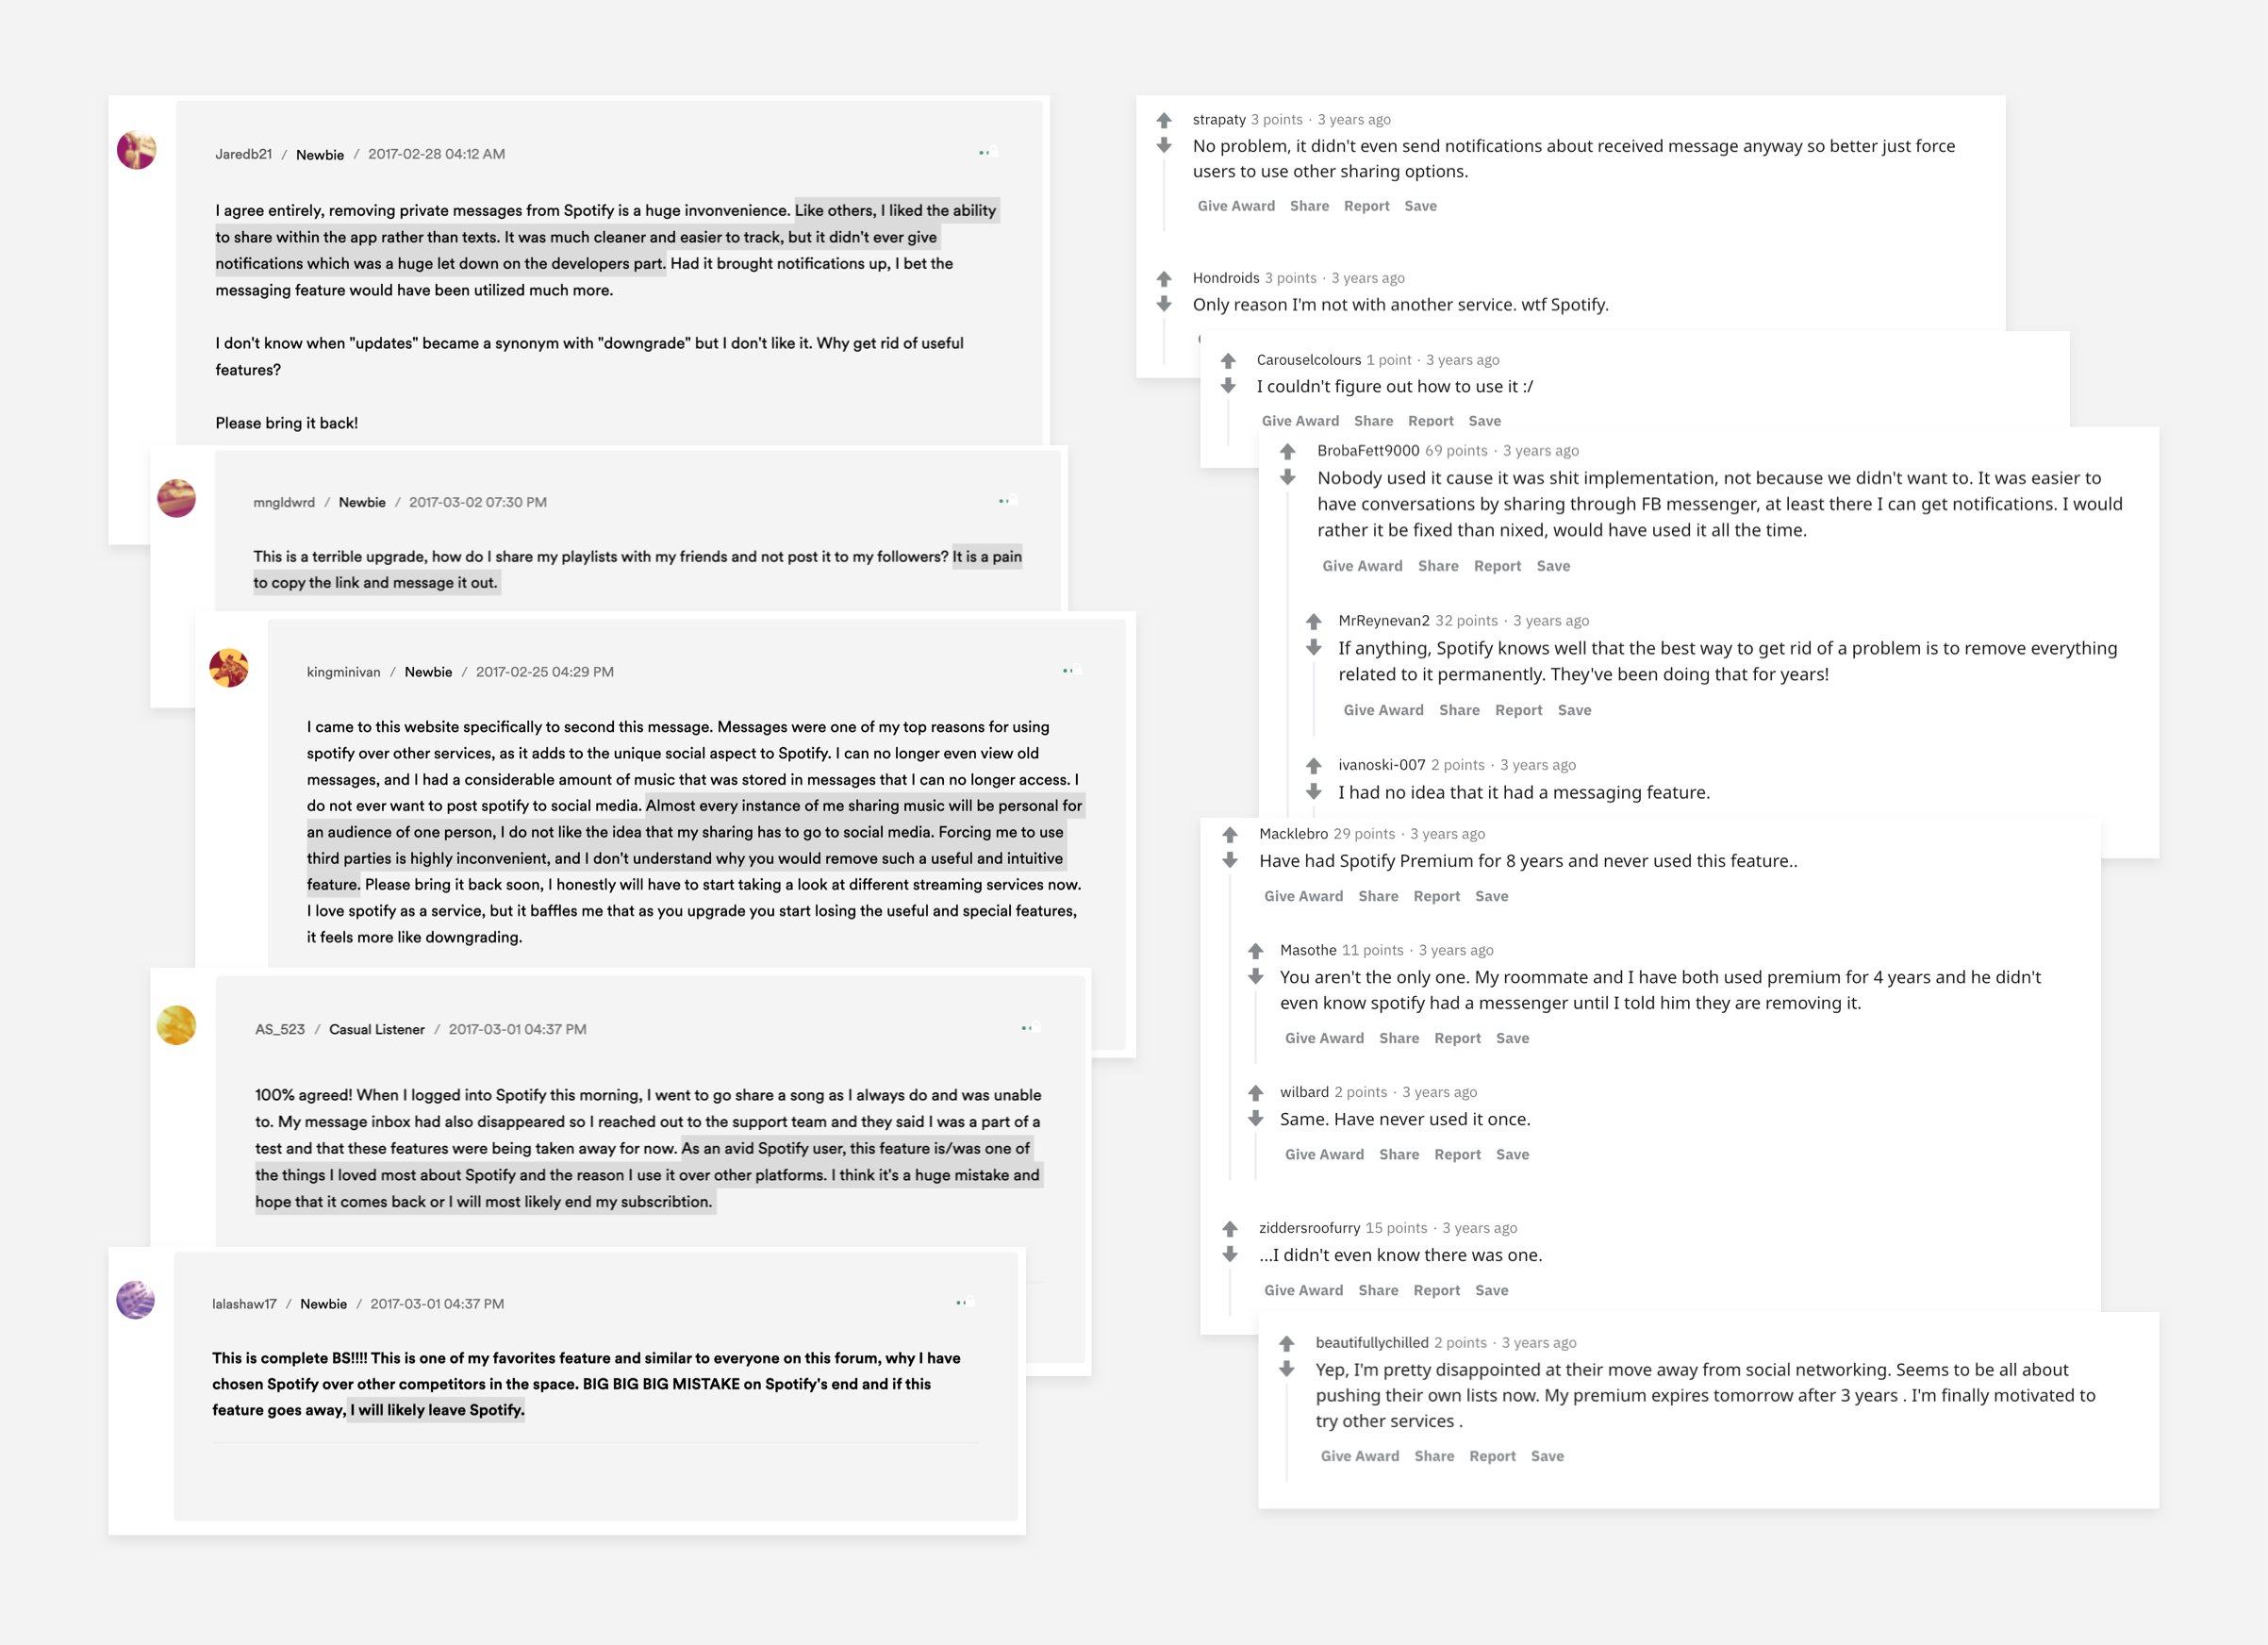 Jaredb21 / Newbie / 2017-02-28 04:12 AM
I agree entirely, removing private messages from Spotify is a huge invonvenience. Like others, I liked the ability
to share within the app rather than texts. It was much cleaner and easier to track, but it didn't ever give
notifications which was a huge let down on the developers part. Had it brought notifications up, I bet the
messaging feature would have been utilized much more.
I don't know when "updates" became a synonym with "downgrade" but I don't like it. Why get rid of useful
features?
Please bring it back!
mngldwrd / Newbie / 2017-03-02 07:30 PM
This is a terrible upgrade, how do I share my playlists with my friends and not post it to my followers? It is a pain
to copy the link and message it out.
kingminivan / Newbie / 2017-02-25 04:29 PM
I came to this website specifically to second this message. Messages were one of my top reasons for using
spotify over other services, as it adds to the unique social aspect to Spotify. I can no longer even view old
messages, and I had a considerable amount of music that was stored in messages that I can no longer access. I
do not ever want to post spotify to social media. Almost every instance of me sharing music will be personal for
an audience of one person, I do not like the idea that my sharing has to go to social media. Forcing me to use
third parties is highly inconvenient, and I don't understand why you would remove such a useful and intuitive
feature. Please bring it back soon, I honestly will have to start taking a look at different streaming services now.
I love spotify as a service, but it baffles me that as you upgrade you start losing the useful and special features,
it feels more like downgrading.
AS_523 / Casual Listener / 2017-03-01 04:37 PM
100% agreed! When I logged into Spotify this morning, I went to go share a song as I always do and was unable
to. My message inbox had also disappeared so I reached out to the support team and they said I was a part of a
test and that these features were being taken away for now. As an avid Spotify user, this feature is/was one of
the things I loved most about Spotify and the reason I use it over other platforms. I think it's a huge mistake and
hope that it comes back or I will most likely end my subscribtion.
lalashaw17 / Newbie / 2017-03-01 04:37 PM
This is complete BS!!!! This is one of my favorites feature and similar to everyone on this forum, why I have
chosen Spotify over other competitors in the space. BIG BIG BIG MISTAKE on Spotify's end and if this
feature goes away, I will likely leave Spotify.
strapaty 3 points · 3 years ago
No problem, it didn't even send notifications about received message anyway so better just force
users to use other sharing options.
Give Award Share Report Save
Hondroids 3 points · 3 years ago
Only reason I'm not with another service. wtf Spotify.
Carouselcolours 1 point · 3 years ago
I couldn't figure out how to use it :/
Give Award Share Report Save
BrobaFett9000 69 points · 3 years ago
Nobody used it cause it was shit implementation, not because we didn't want to. It was easier to
have conversations by sharing through FB messenger, at least there I can get notifications. I would
rather it be fixed than nixed, would have used it all the time.
Give Award Share Report Save
MrReynevan2 32 points · 3 years ago
If anything, Spotify knows well that the best way to get rid of a problem is to remove everything
related to it permanently. They've been doing that for years!
Give Award Share Report Save
ivanoski-007 2 points · 3 years ago
I had no idea that it had a messaging feature.
Macklebro 29 points · 3 years ago
Have had Spotify Premium for 8 years and never used this feature..
Give Award Share Report Save
Masothe 11 points · 3 years ago
You aren't the only one. My roommate and I have both used premium for 4 years and he didn't
even know spotify had a messenger until I told him they are removing it.
Give Award Share Report Save
wilbard 2 points · 3 years ago
Same. Have never used it once.
Give Award Share Report Save
ziddersroofurry 15 points · 3 years ago
...I didn't even know there was one.
Give Award Share Report Save
beautifullychilled 2 points · 3 years ago
Yep, I'm pretty disappointed at their move away from social networking. Seems to be all about
pushing their own lists now. My premium expires tomorrow after 3 years . I'm finally motivated to
try other services .
Give Award Share Report Save